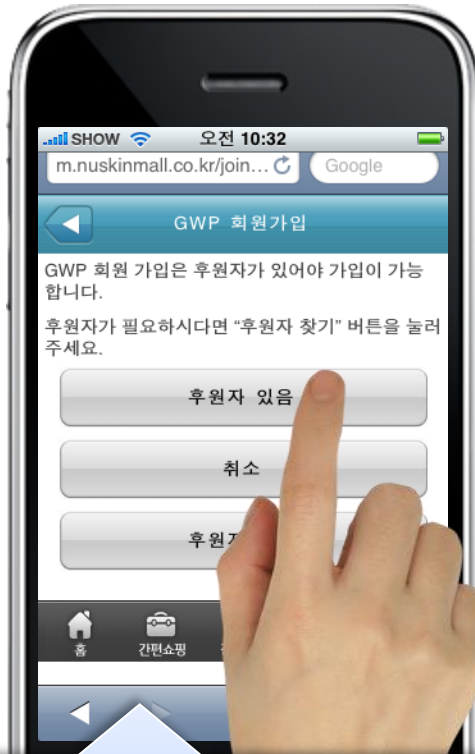 SHOW 오전 10:32
m.nuskinmall.co.kr/join... Google
GWP 회원가입
GWP 회원 가입은 후원자가 있어야 가입이 가능
합니다.
후원자가 필요하시다면 “후원자 찾기” 버튼을 눌러
주세요.
후원자 있음
취소
후원자
홈 간편쇼핑